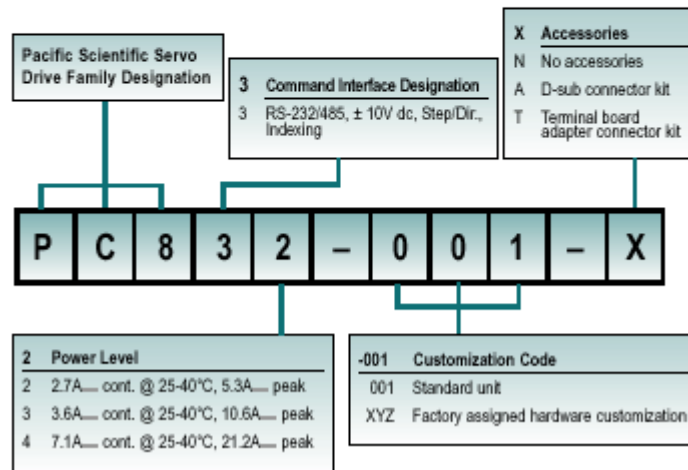 Pacific Scientific Servo
Drive Family Designation
3 Command Interface Designation
3 RS-232/485, ± 10V dc, Step/Dir.,
Indexing
X Accessories
N No accessories
A D-sub connector kit
T Terminal board
adapter connector kit
P C 8 3 2 – 0 0 1 – X
2 Power Level
2 2.7A cont. @ 25-40°C, 5.3A peak
3 3.6A cont. @ 25-40°C, 10.6A peak
4 7.1A cont. @ 25-40°C, 21.2A peak
-001 Customization Code
001 Standard unit
XYZ Factory assigned hardware customization